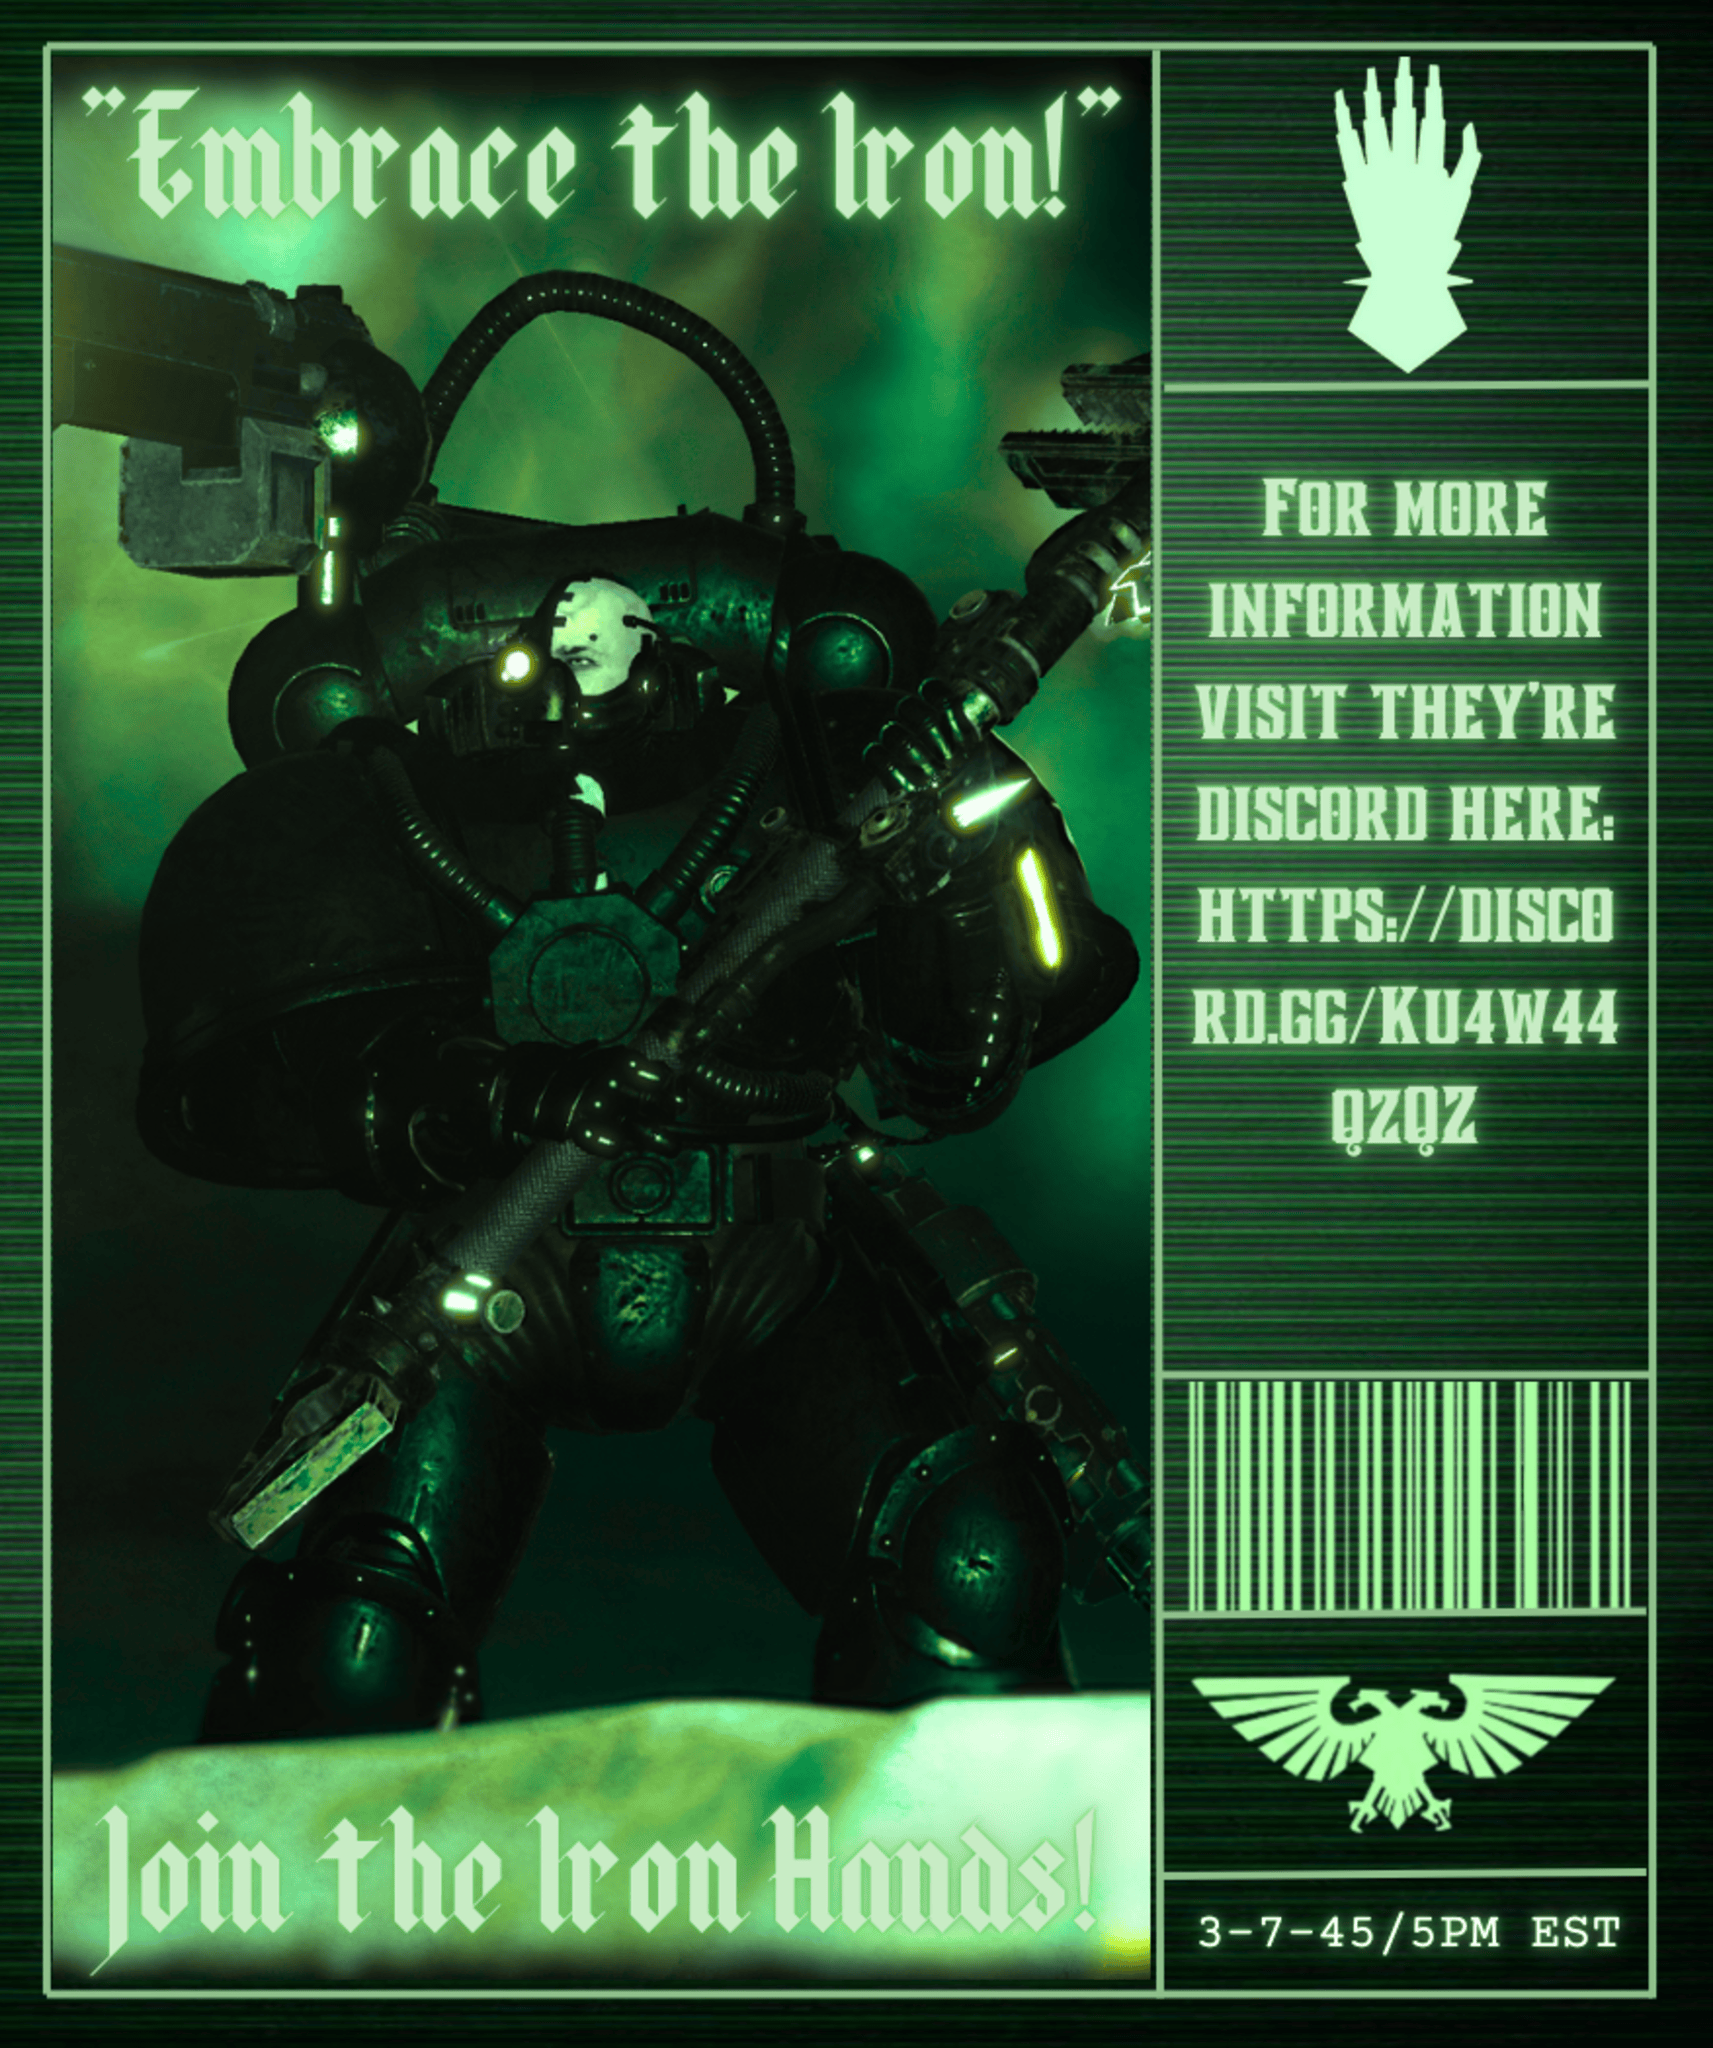 "Embrace the Iron!"
For more
information
visit they're
discord here:
https://disco
rd.gg/Ku4W44
QzQZ
Join the Iron Hands!
3-7-45/5PM EST